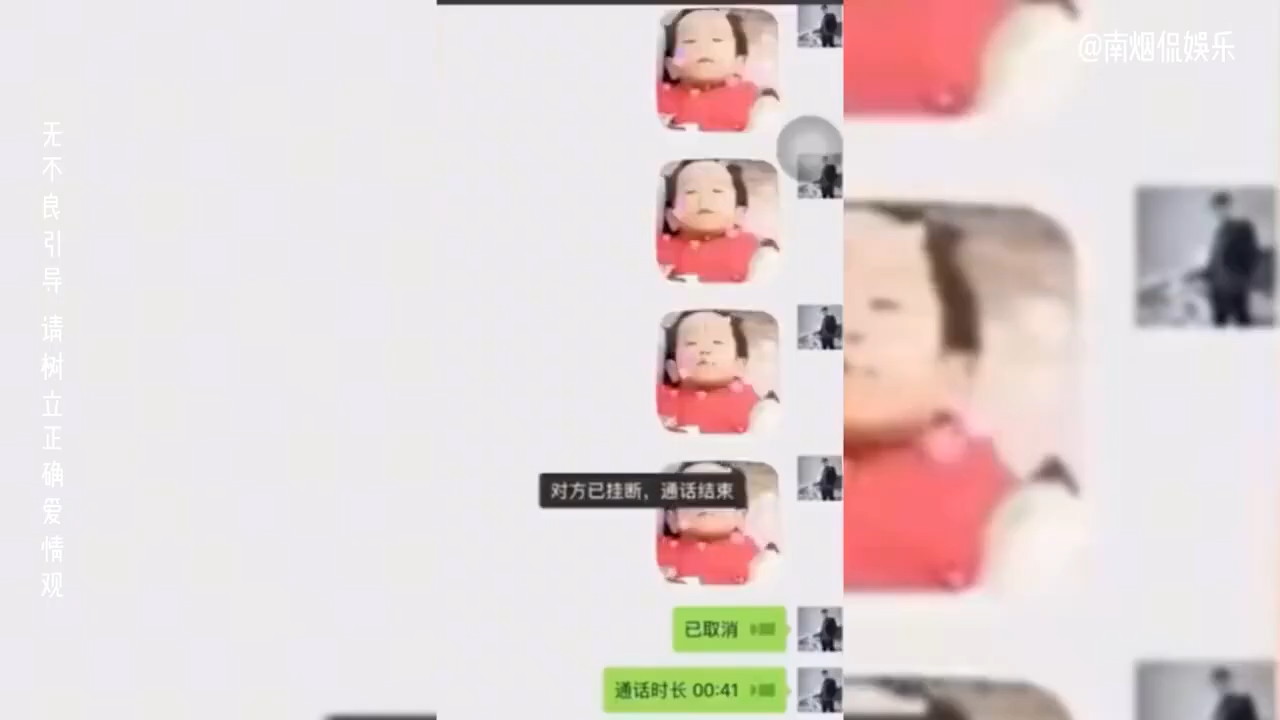 @南烟侃娱乐
无不良引导 请树立正确爱情观
对方已挂断，通话结束
已取消
通话时长 00:41